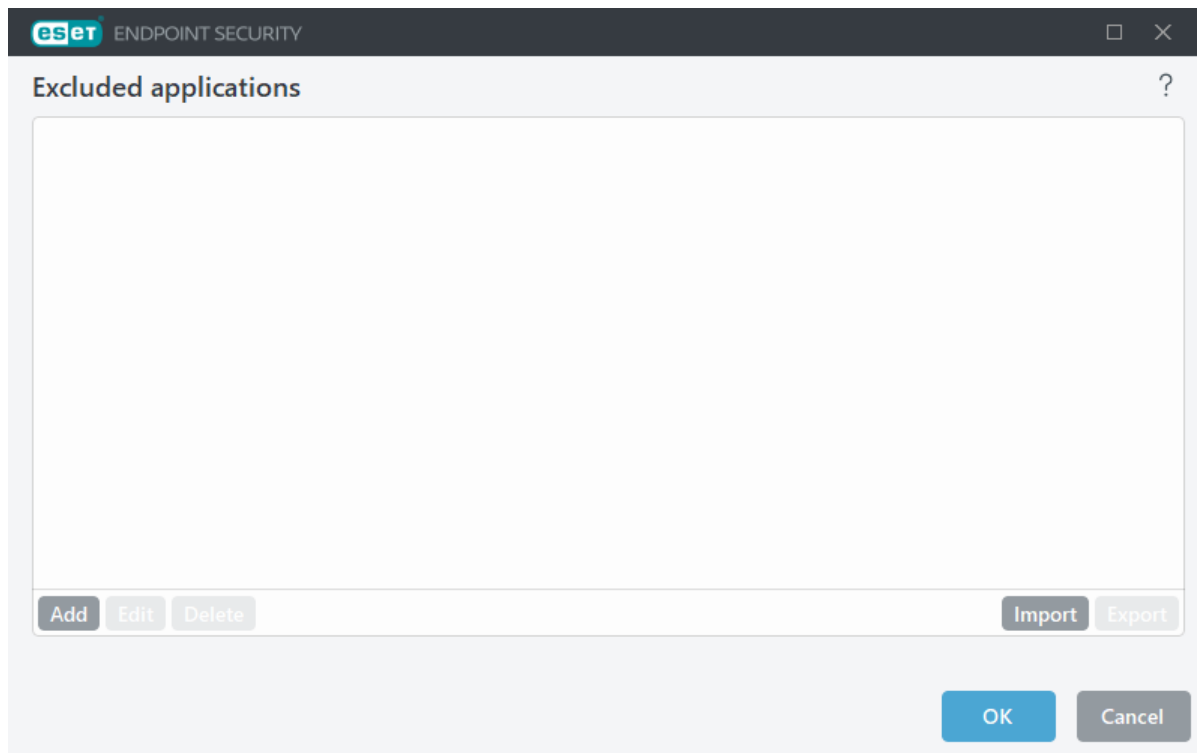 eset ENDPOINT SECURITY
Excluded applications
?
Add Edit Delete Import Export
OK Cancel